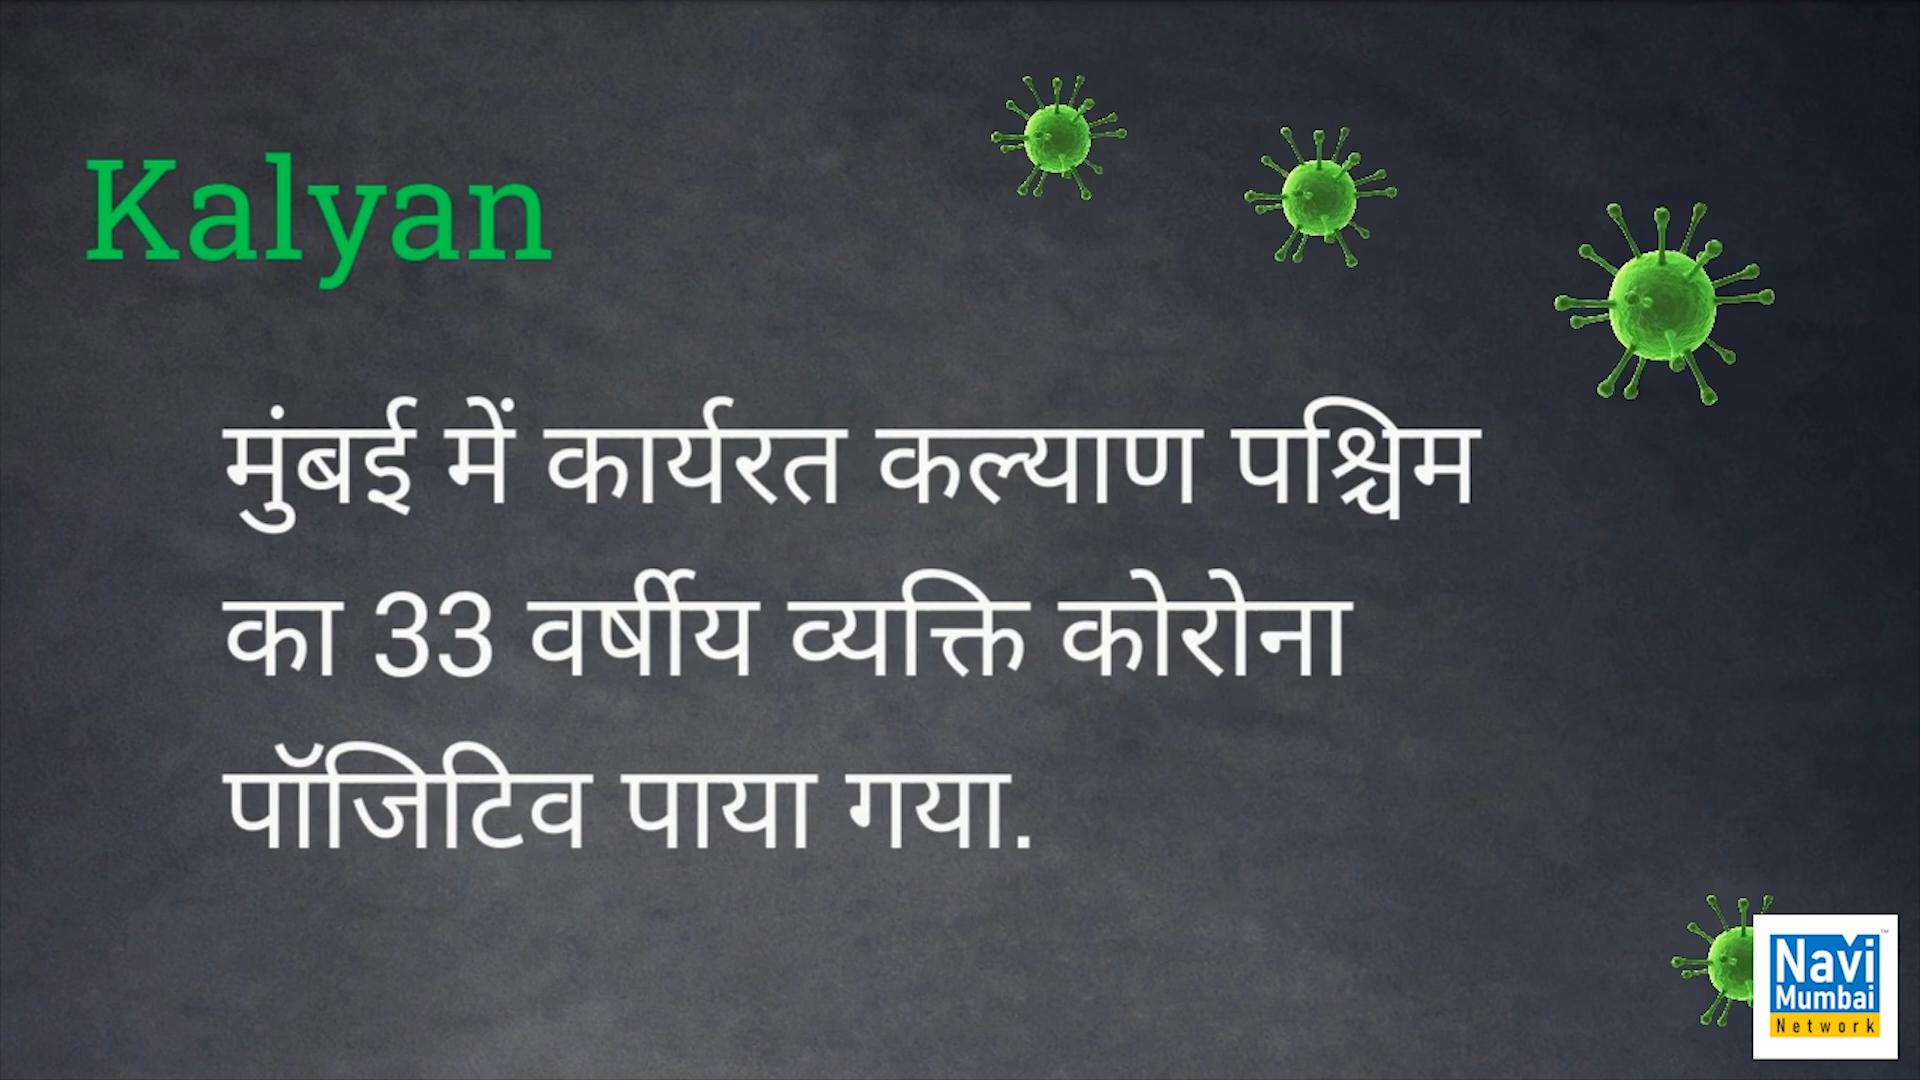 Kalyan
मुंबई में कार्यरत कल्याण पश्चिम
का 33 वर्षीय व्यक्ति कोरोना
पॉजिटिव पाया गया.
Navi
Mumbai
Network